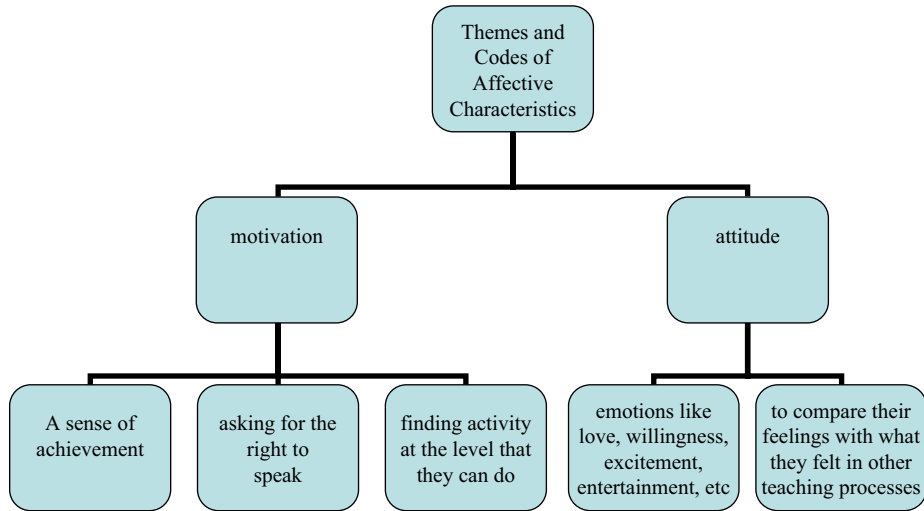 Themes and
Codes of
Affective
Characteristics
motivation
attitude
A sense of
achievement
asking for the
right to
speak
finding activity
at the level that
they can do
emotions like
love, willingness,
excitement,
entertainment, etc
to compare their
feelings with what
they felt in other
teaching processes